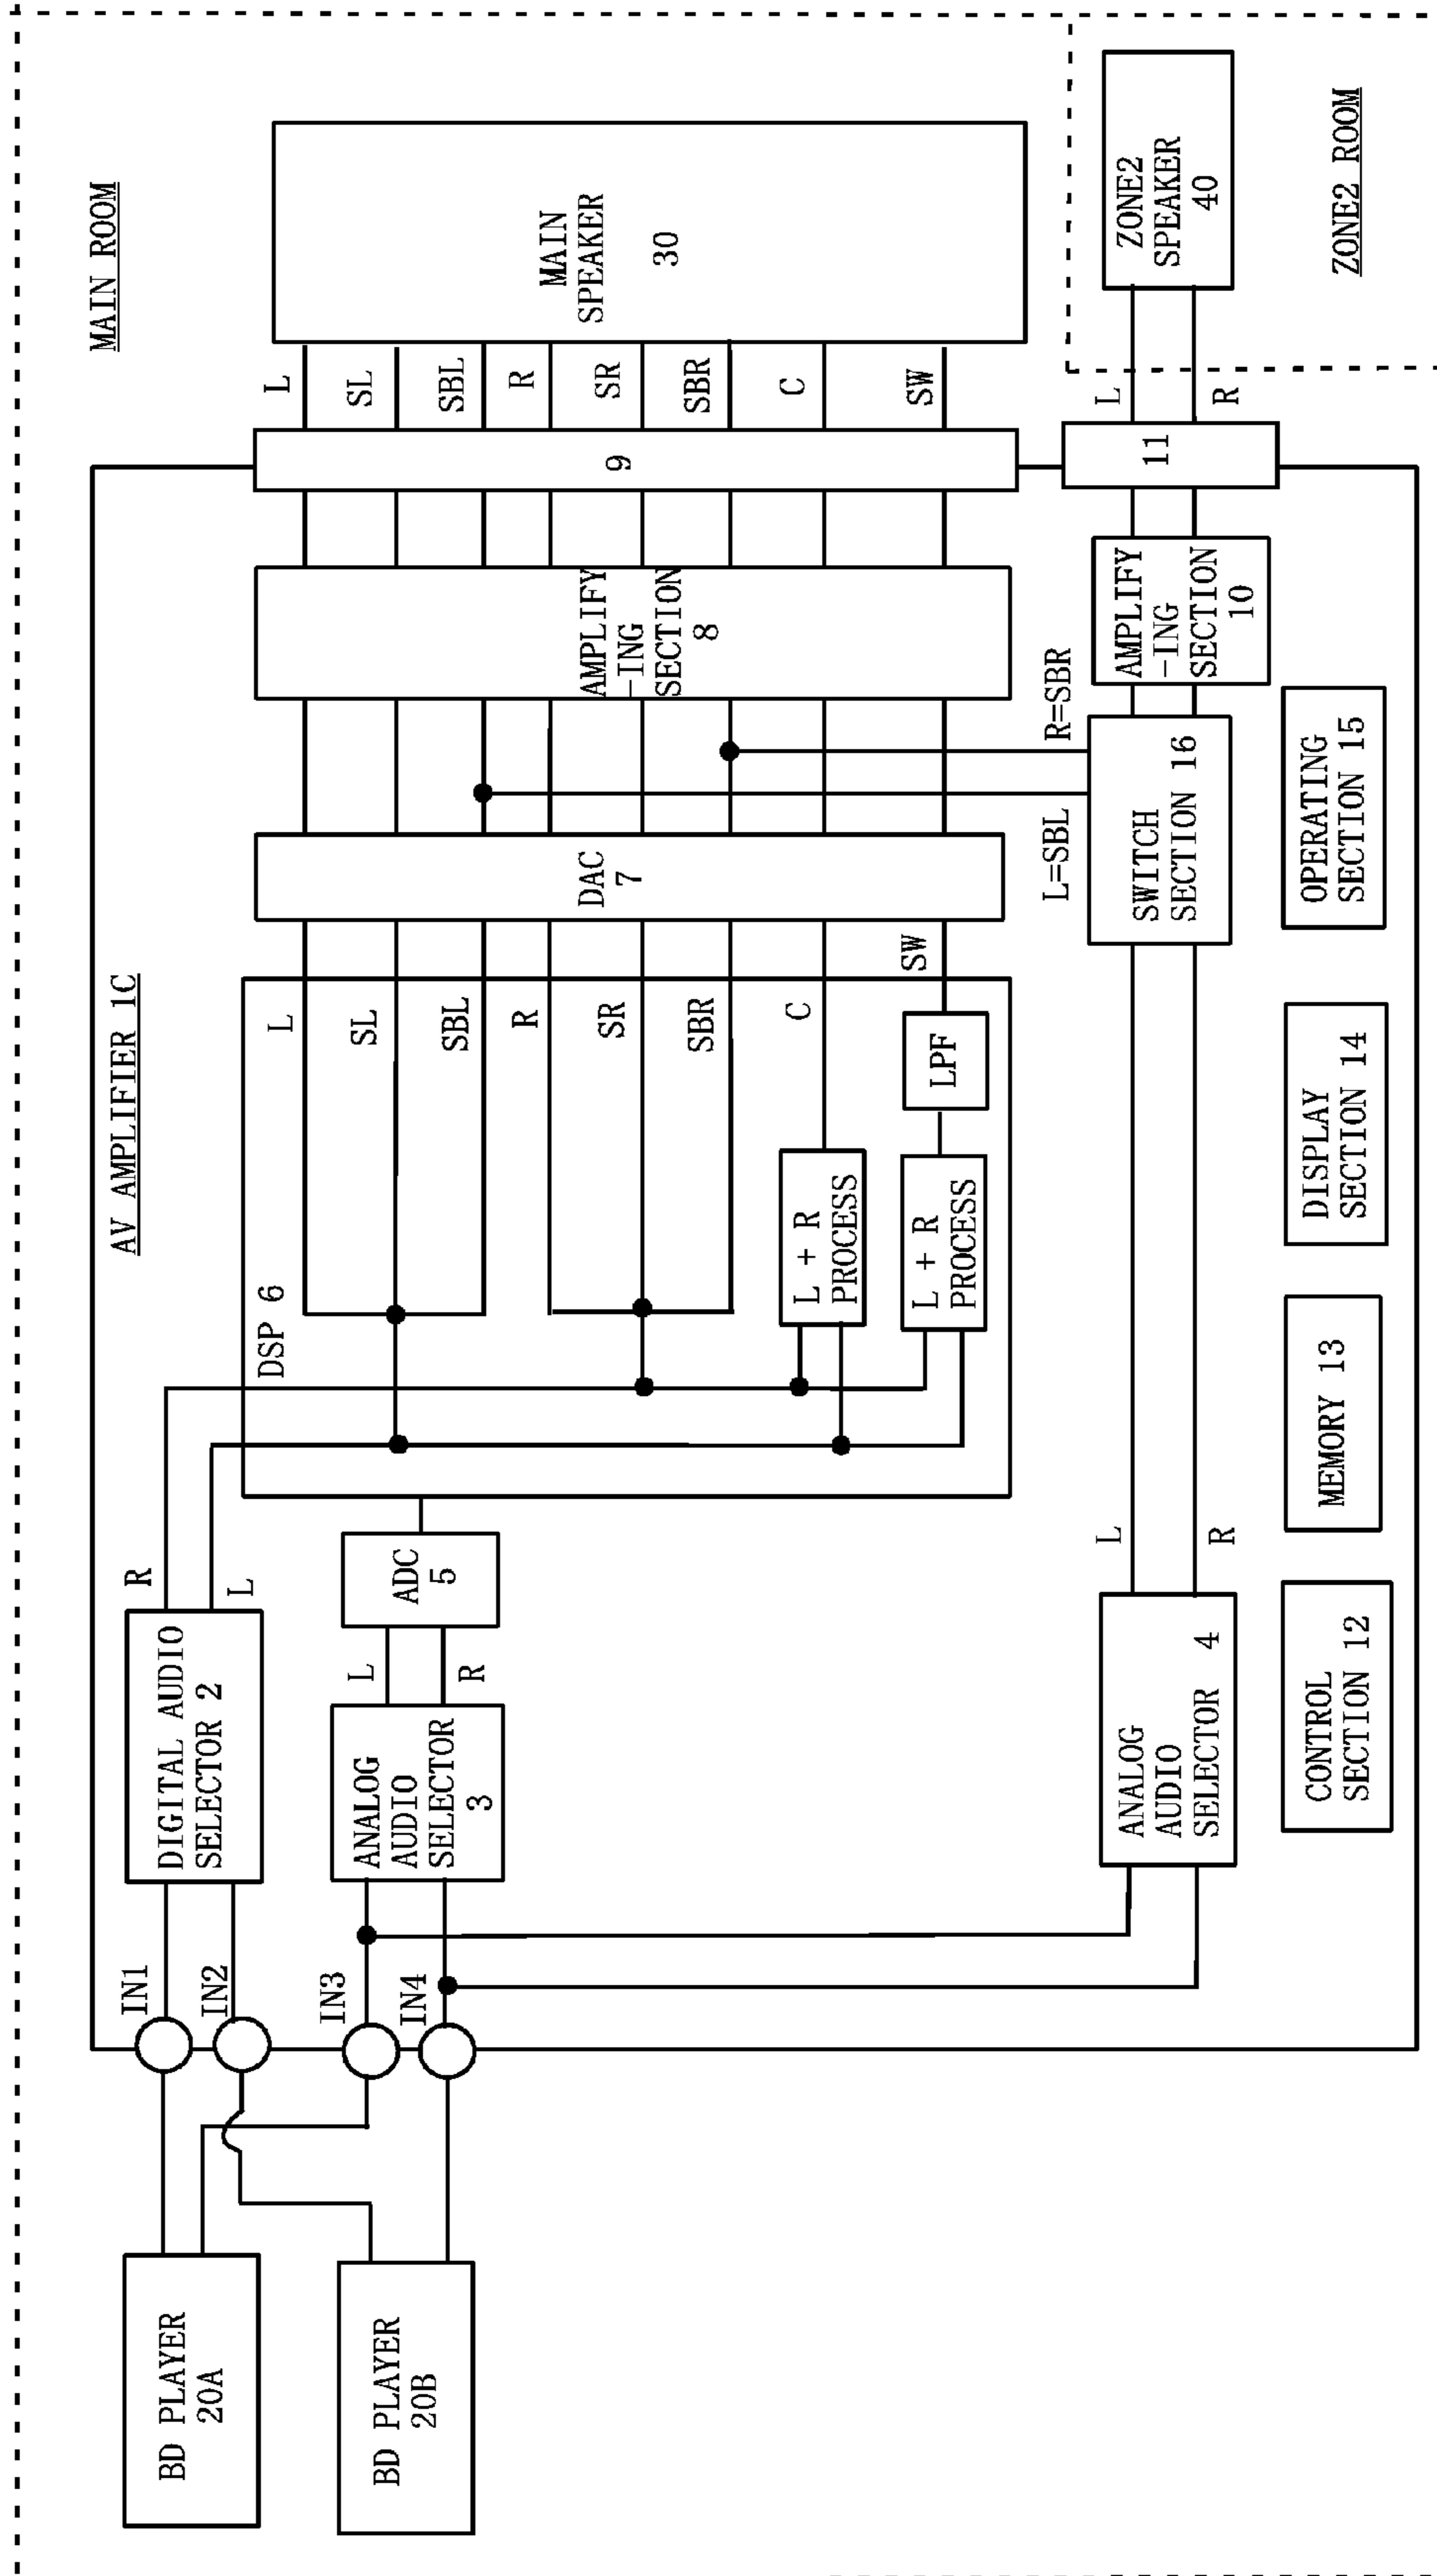 MAIN ROOM
AV AMPLIFIER 1C
BD PLAYER
20A
BD PLAYER
20B
IN1
IN2
IN3
IN4
DIGITAL AUDIO
SELECTOR 2
R
L
ANALOG
AUDIO
SELECTOR
3
L
R
ADC
5
DSP 6
L
SL
SBL
R
SR
SBR
C
L + R
PROCESS
L + R
PROCESS
LPF
SW
DAC
7
AMPLIFY
-ING
SECTION
8
9
L
SL
SBL
R
SR
SBR
C
SW
MAIN
SPEAKER
30
ANALOG
AUDIO
SELECTOR 4
L
R
L=SBL
R=SBR
SWITCH
SECTION 16
AMPLIFY
-ING
SECTION
10
11
L
R
ZONE2
SPEAKER
40
ZONE2 ROOM
CONTROL
SECTION 12
MEMORY 13
DISPLAY
SECTION 14
OPERATING
SECTION 15